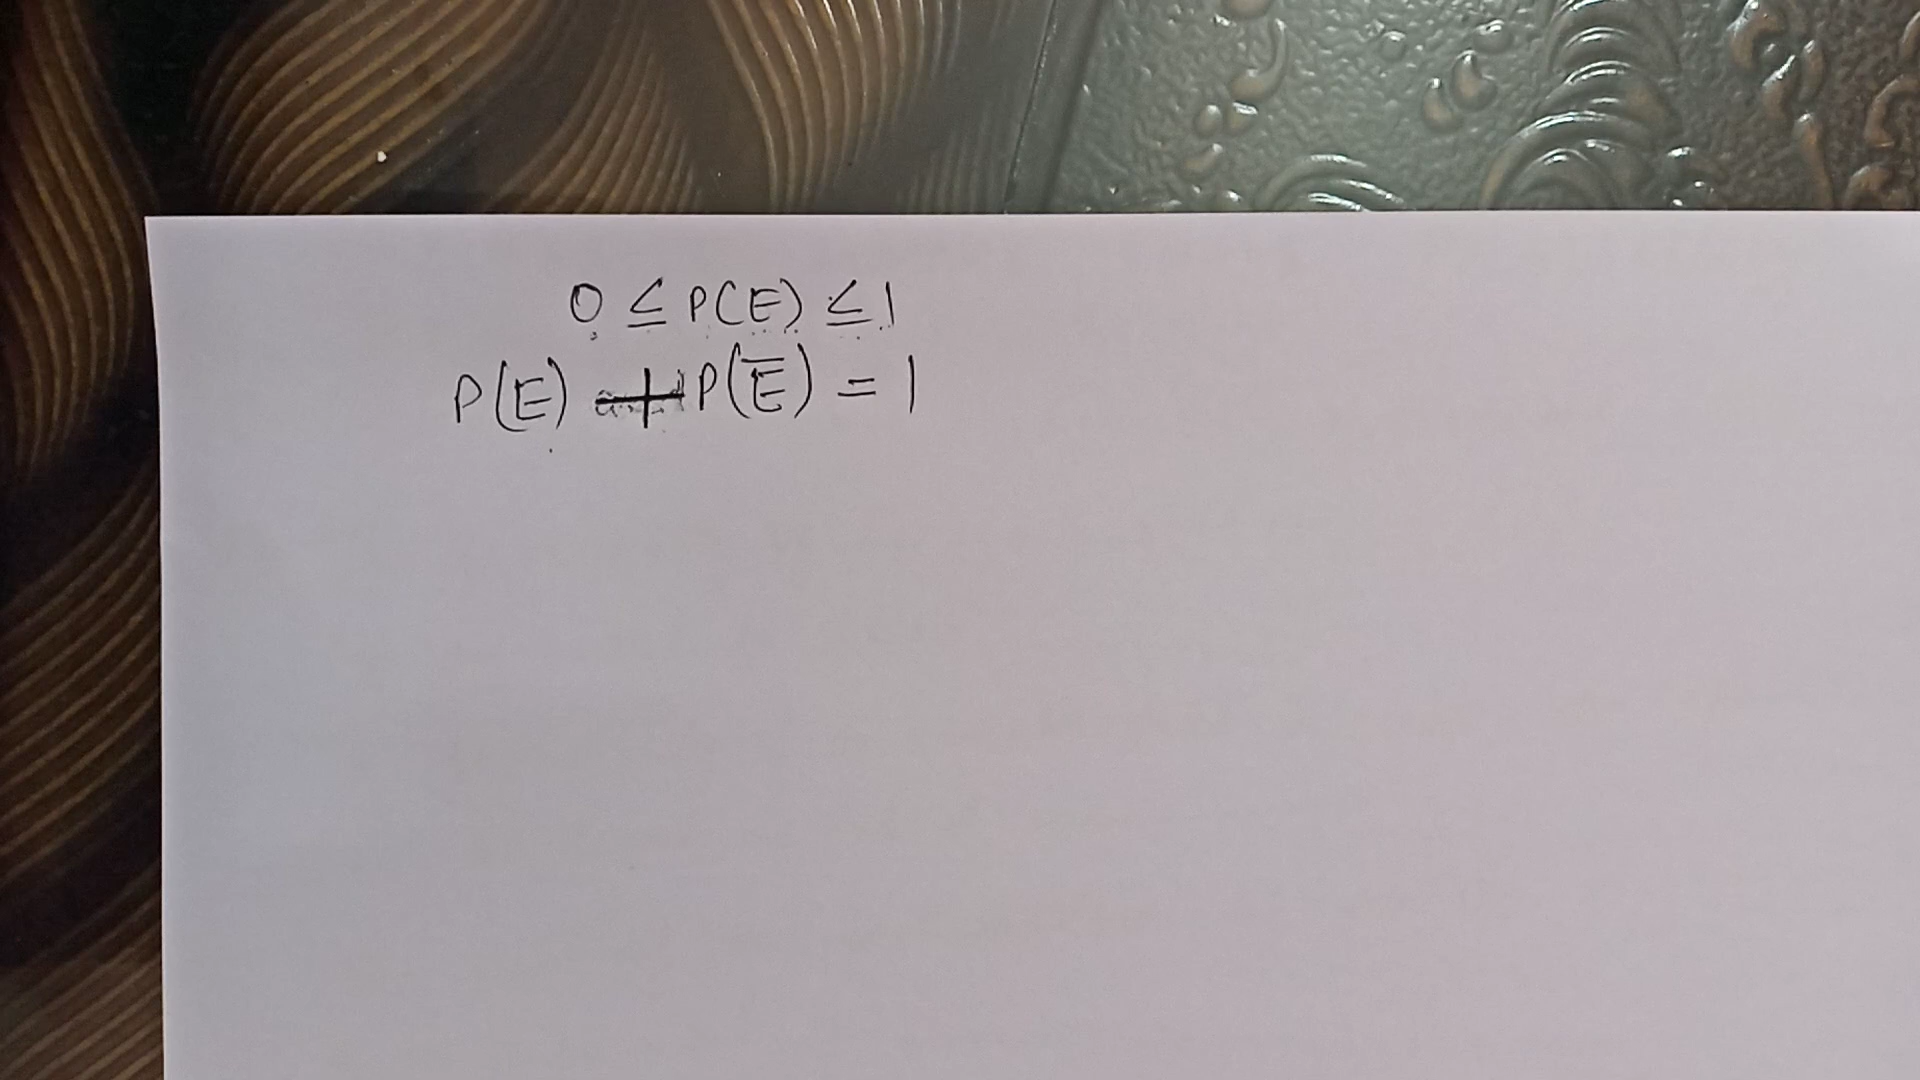 0 ≤ P(E) ≤ 1
P(E) + P(E̅) = 1